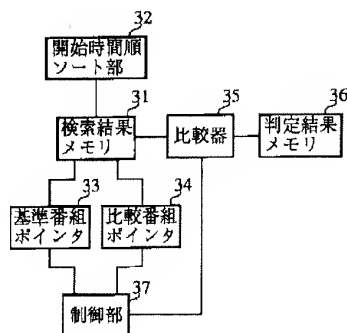 32
開始時間順
ソート部
31
35
36
検索結果
メモリ
比較器
判定結果
メモリ
33
34
基準番組
ポインタ
比較番組
ポインタ
37
制御部